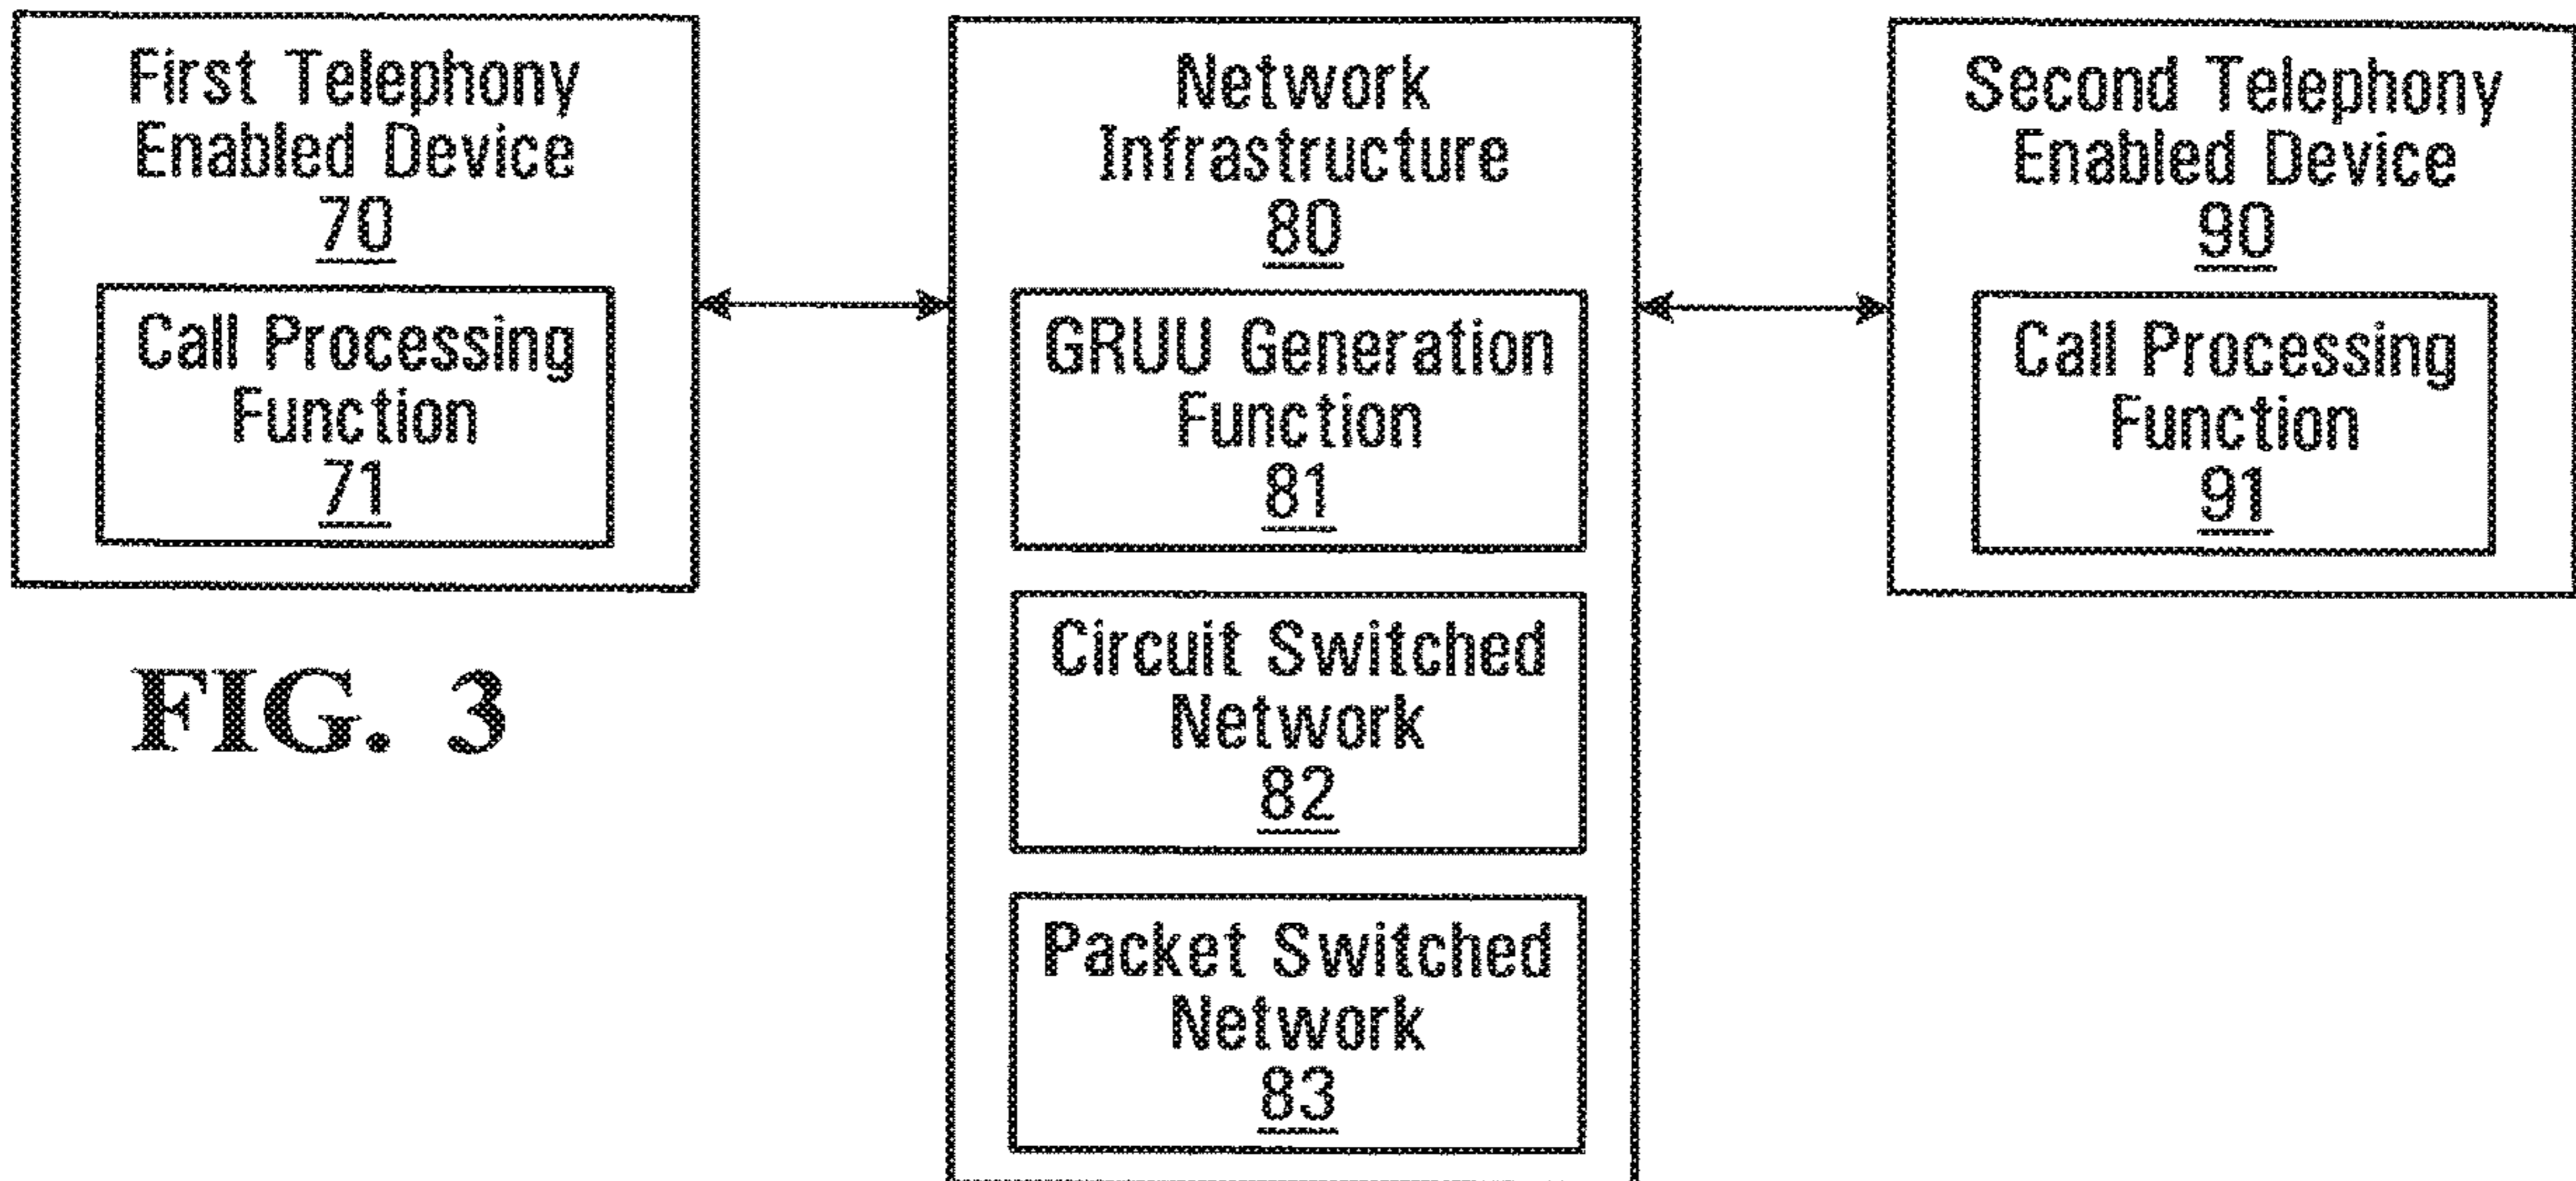 First Telephony
Enabled Device
70
Call Processing
Function
71
FIG. 3
Network
Infrastructure
80
GRUU Generation
Function
81
Circuit Switched
Network
82
Packet Switched
Network
83
Second Telephony
Enabled Device
90
Call Processing
Function
91